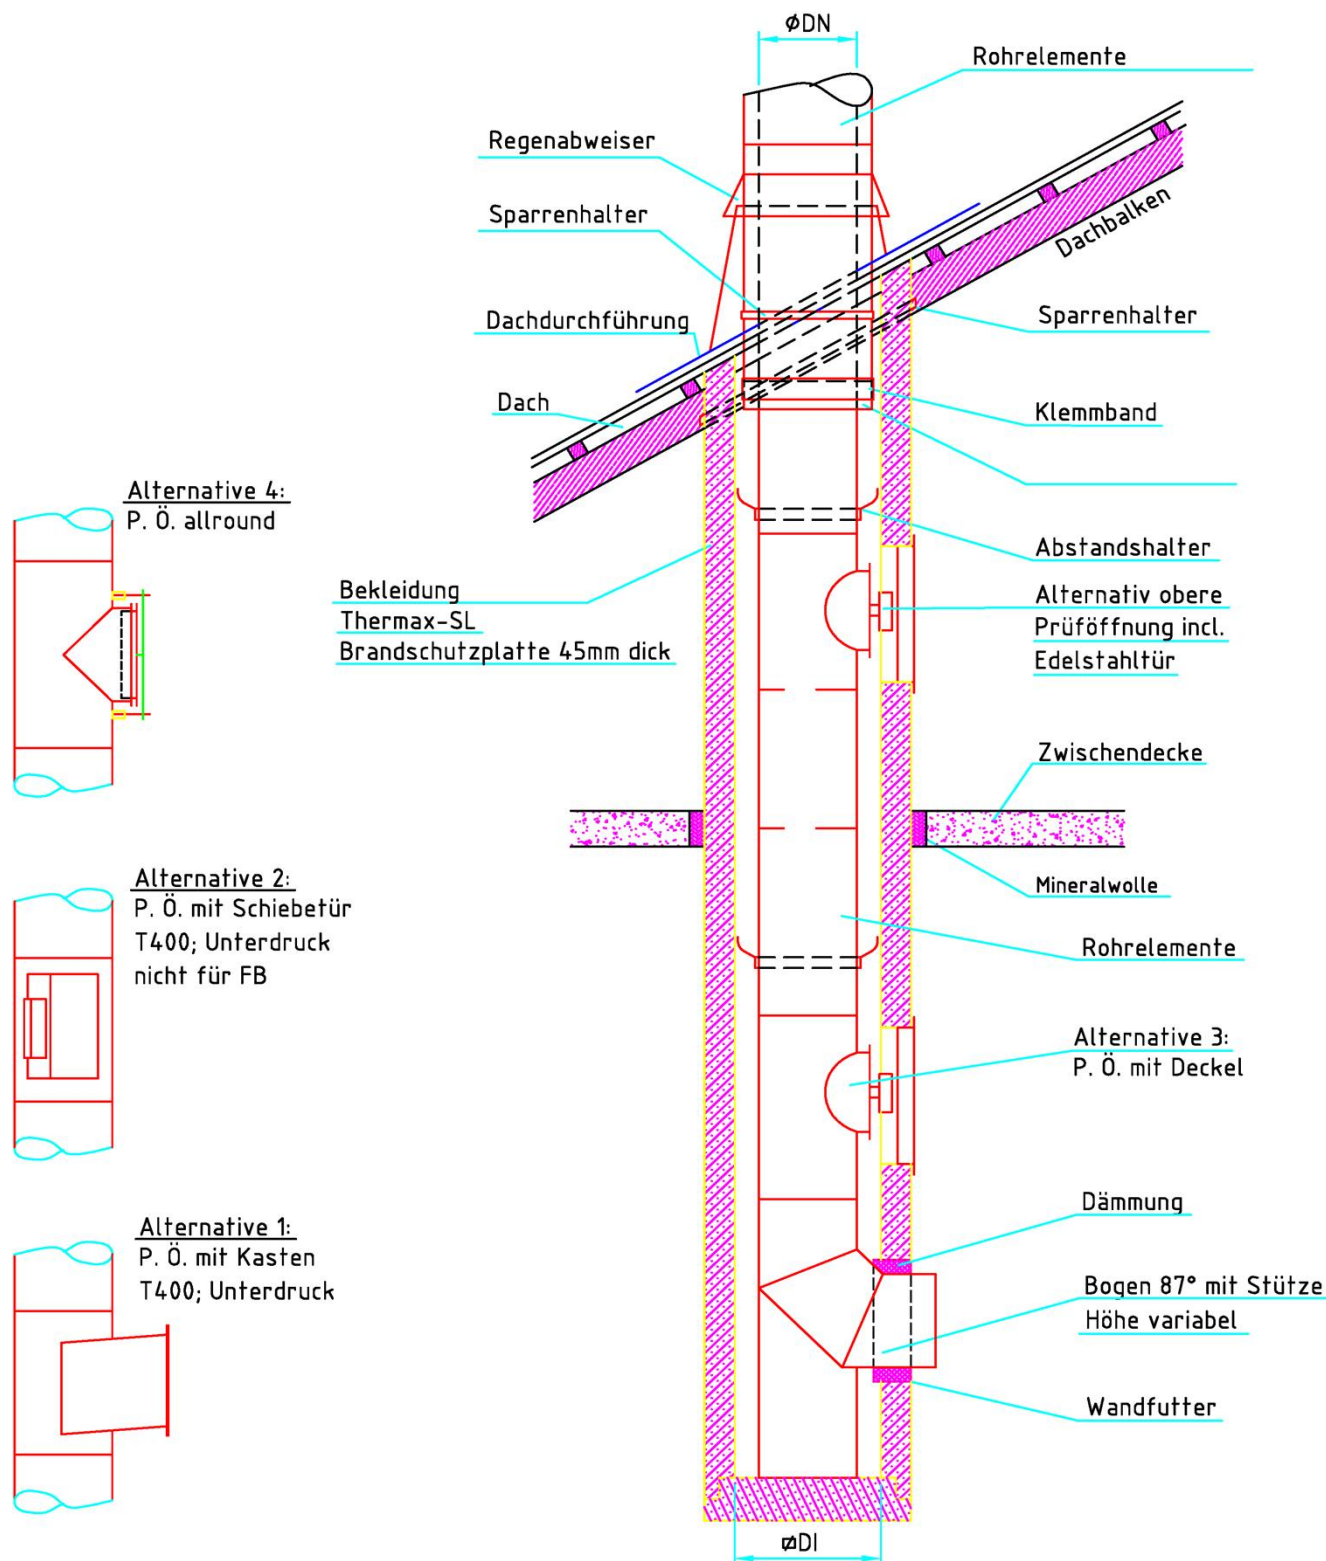 ϕDN
Rohrelemente
Regenabweiser
Sparrenhalter
Dachbalken
Dachdurchführung
Sparrenhalter
Dach
Klemmband
Alternative 4:
P. Ö. allround
Abstandshalter
Bekleidung
Thermax-SL
Brandschutzplatte 45mm dick
Alternativ obere
Prüföffnung incl.
Edelstahltür
Zwischendecke
Mineralwolle
Alternative 2:
P. Ö. mit Schiebetür
T400; Unterdruck
nicht für FB
Rohrelemente
Alternative 3:
P. Ö. mit Deckel
Dämmung
Alternative 1:
P. Ö. mit Kasten
T400; Unterdruck
Bogen 87° mit Stütze
Höhe variabel
Wandfutter
⌀DI